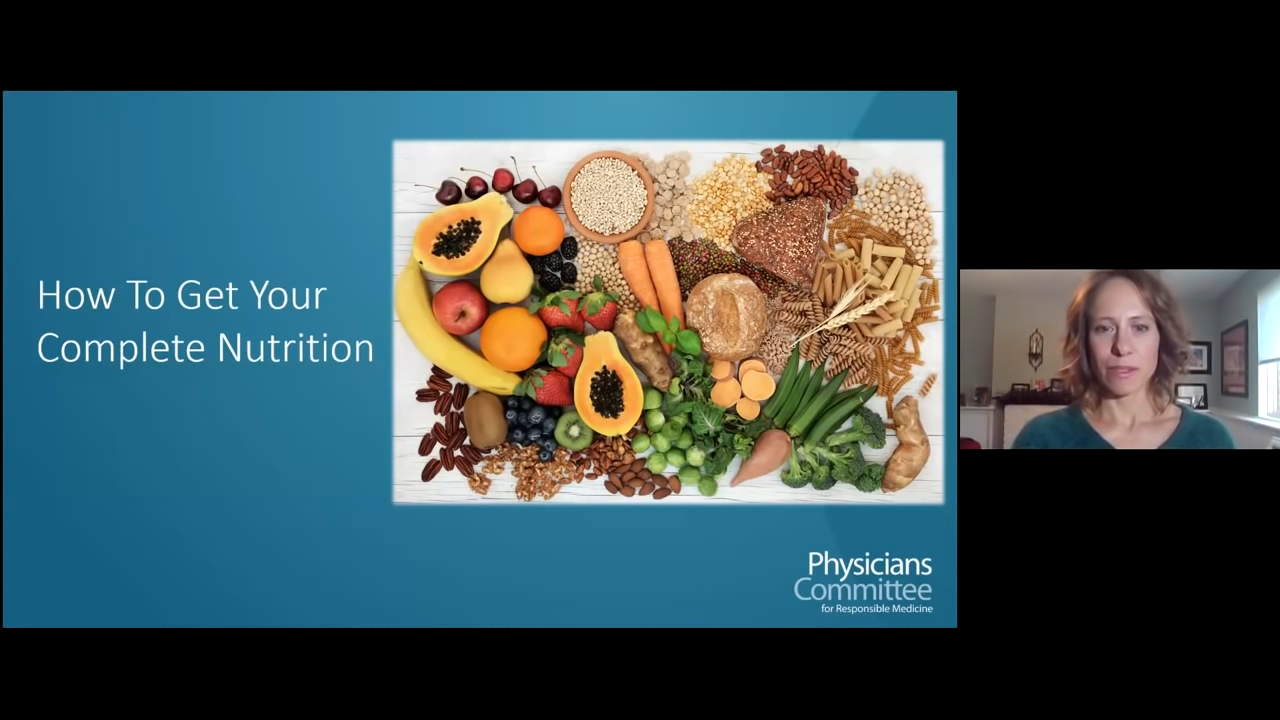 How To Get Your
Complete Nutrition
Physicians
Committee
for Responsible Medicine